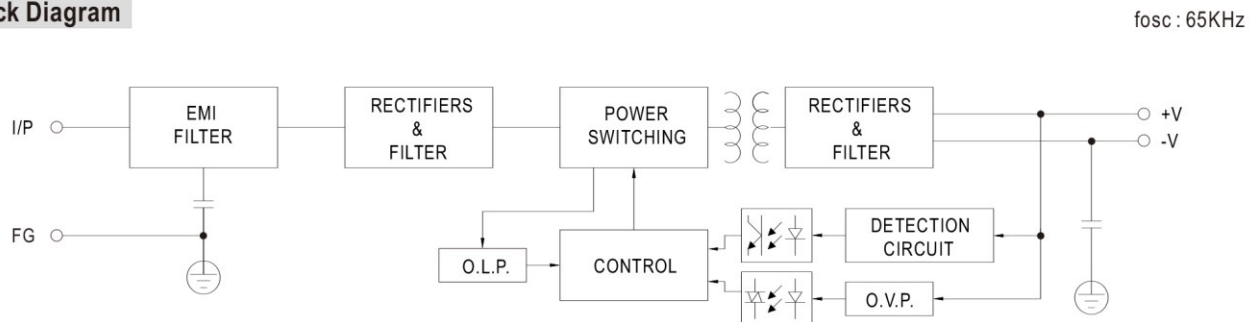 ck Diagram
fosc : 65KHz
I/P
EMI
FILTER
RECTIFIERS
&
FILTER
POWER
SWITCHING
RECTIFIERS
&
FILTER
+V
-V
FG
O.L.P.
CONTROL
DETECTION
CIRCUIT
O.V.P.